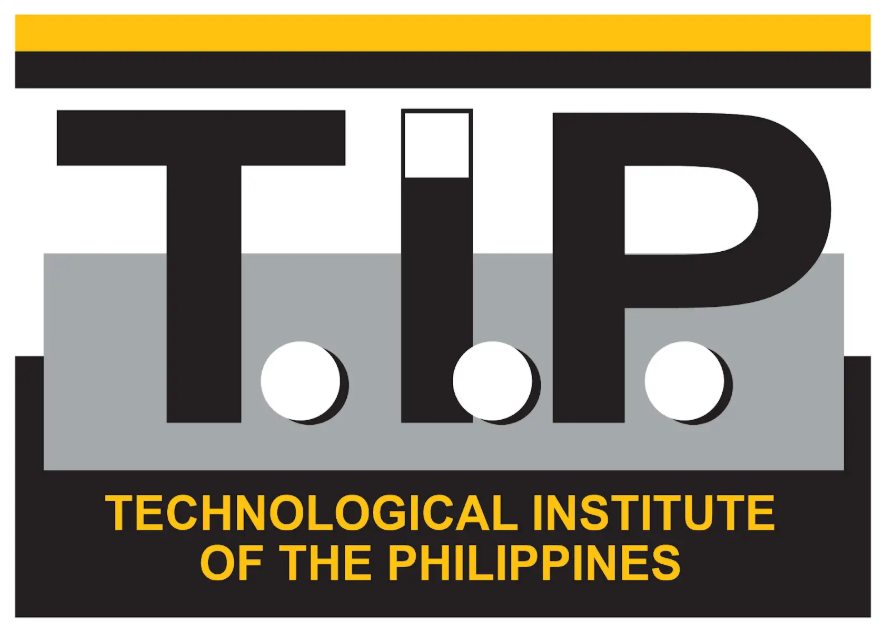 T.i.P.
TECHNOLOGICAL INSTITUTE
OF THE PHILIPPINES